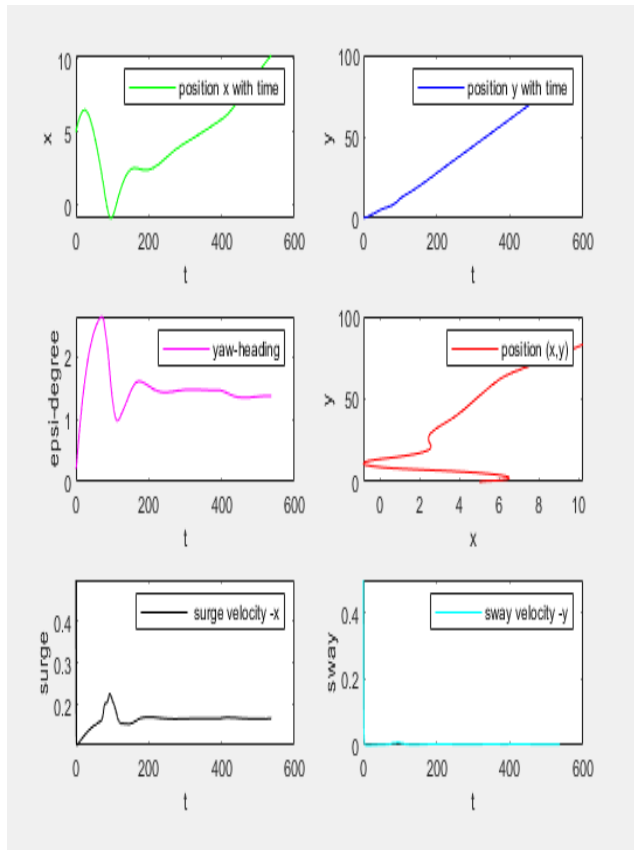 10
5
0
x
position x with time
0
200
400
600
t
100
50
0
y
position y with time
0
200
400
600
t
2
1
0
epsi-degree
yaw-heading
0
200
400
600
t
100
50
0
y
position (x,y)
0
2
4
6
8
10
x
0.4
0.3
0.2
surge
surge velocity -x
0
200
400
600
t
0.4
0.2
0
sway
sway velocity -y
0
200
400
600
t